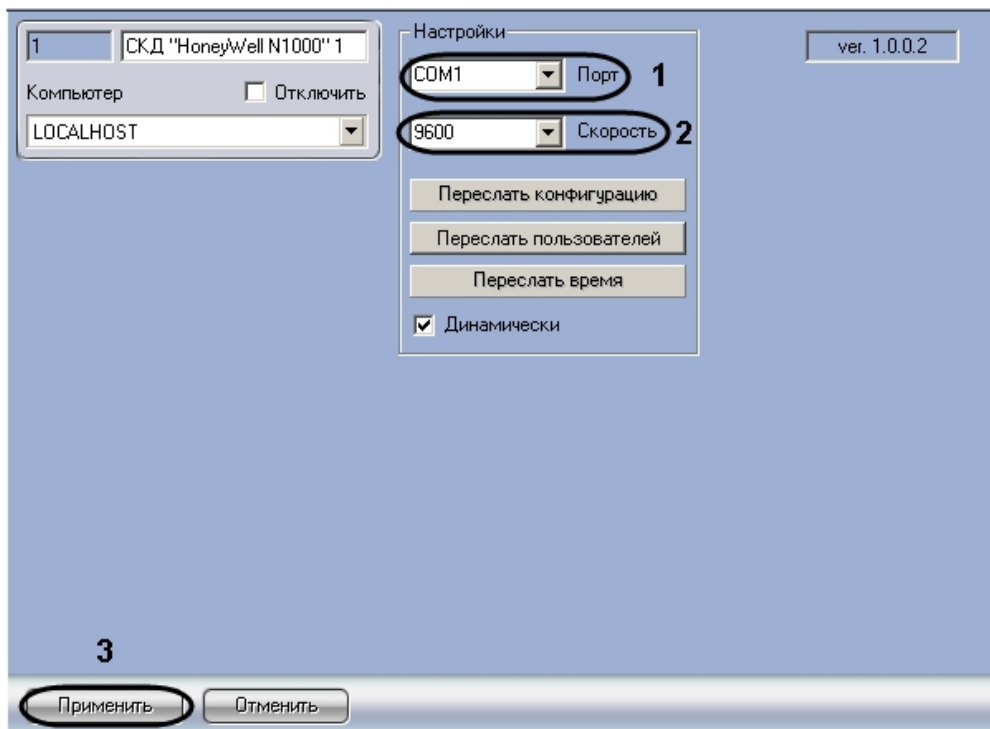 1
СКД "HoneyWell N1000" 1
Компьютер
Отключить
LOCALHOST
Настройки
COM1
Порт
1
9600
Скорость
2
Переслать конфигурацию
Переслать пользователей
Переслать время
Динамически
ver. 1.0.0.2
3
Применить
Отменить